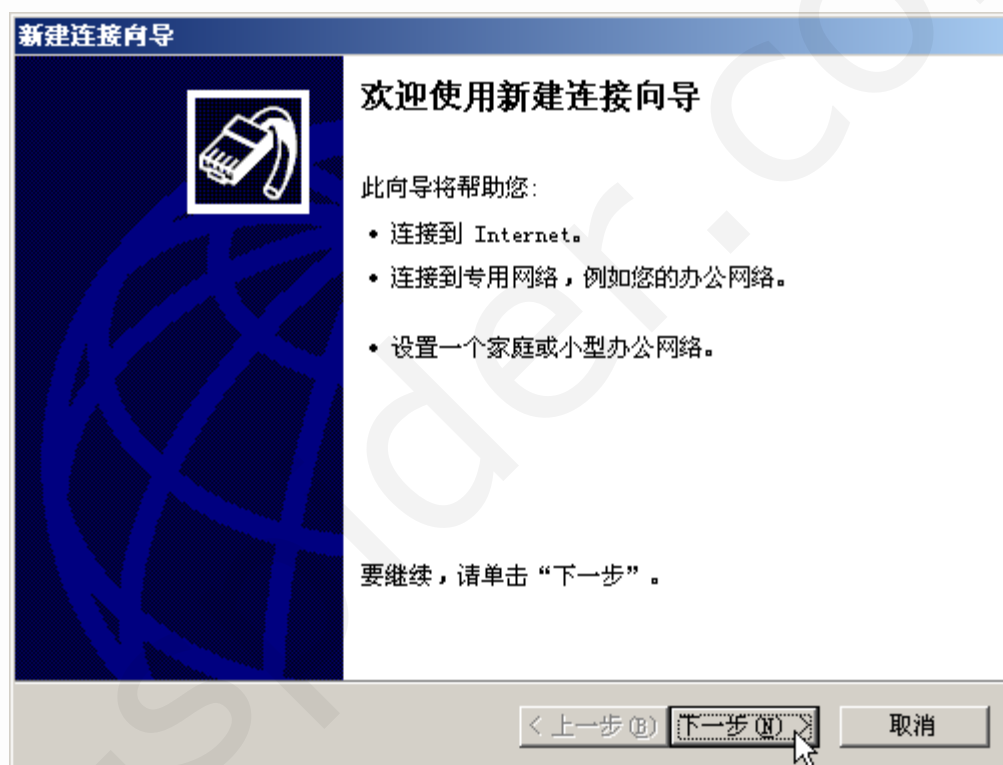 新建连接向导
欢迎使用新建连接向导
此向导将帮助您:
• 连接到 Internet。
• 连接到专用网络，例如您的办公网络。
• 设置一个家庭或小型办公网络。
要继续，请单击“下一步”。
< 上一步(B) 下一步(N) > 取消